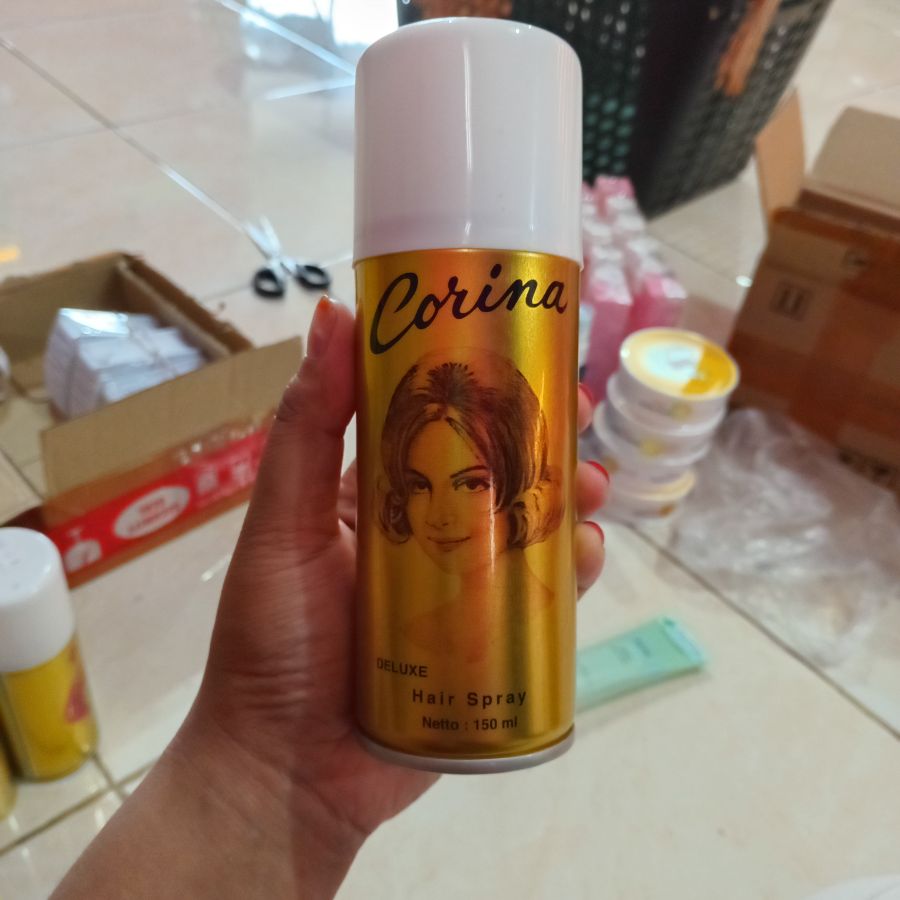 Corina
DELUXE
Hair Spray
Netto : 150 ml